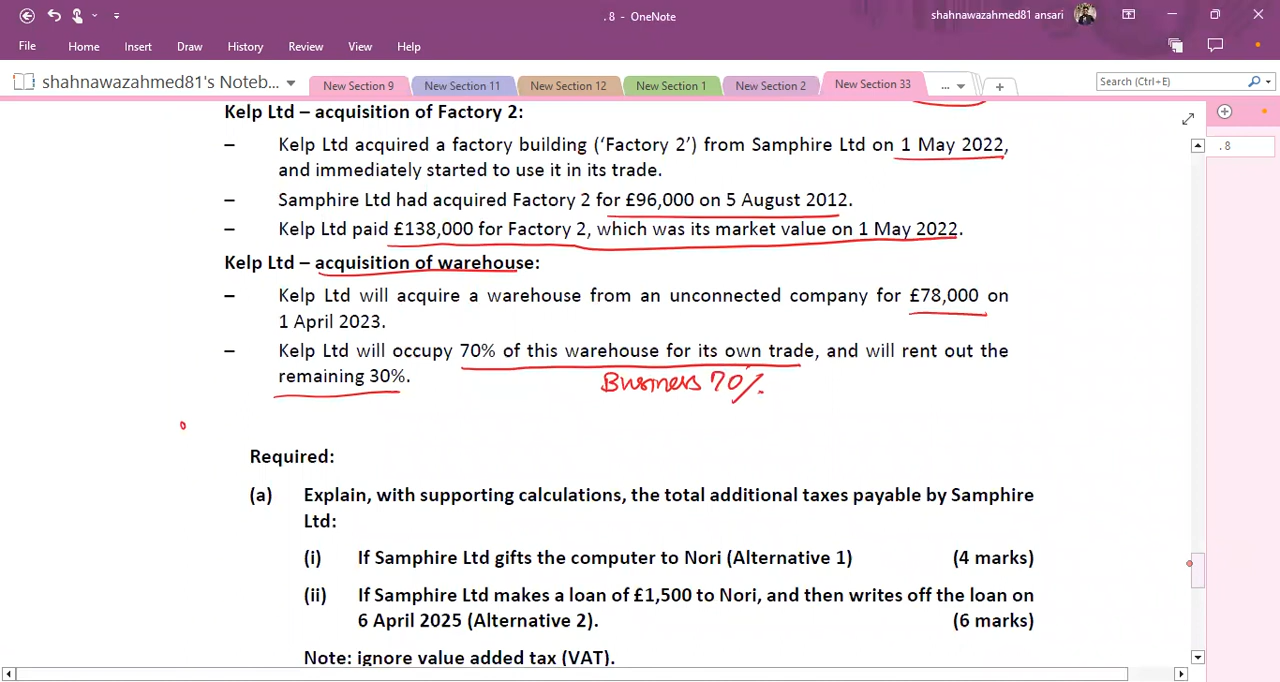 . 8 - OneNote
shahnawazahmed81 ansari
File Home Insert Draw History Review View Help
shahnawazahmed81's Noteb... New Section 9 New Section 11 New Section 12 New Section 1 New Section 2 New Section 33 ... Search (Ctrl+E)
. 8
Kelp Ltd – acquisition of Factory 2:
– Kelp Ltd acquired a factory building ('Factory 2') from Samphire Ltd on 1 May 2022,
and immediately started to use it in its trade.
– Samphire Ltd had acquired Factory 2 for £96,000 on 5 August 2012.
– Kelp Ltd paid £138,000 for Factory 2, which was its market value on 1 May 2022.
Kelp Ltd – acquisition of warehouse:
– Kelp Ltd will acquire a warehouse from an unconnected company for £78,000 on
1 April 2023.
– Kelp Ltd will occupy 70% of this warehouse for its own trade, and will rent out the
remaining 30%.
Business 70%
Required:
(a) Explain, with supporting calculations, the total additional taxes payable by Samphire
Ltd:
(i) If Samphire Ltd gifts the computer to Nori (Alternative 1) (4 marks)
(ii) If Samphire Ltd makes a loan of £1,500 to Nori, and then writes off the loan on
6 April 2025 (Alternative 2). (6 marks)
Note: ignore value added tax (VAT).